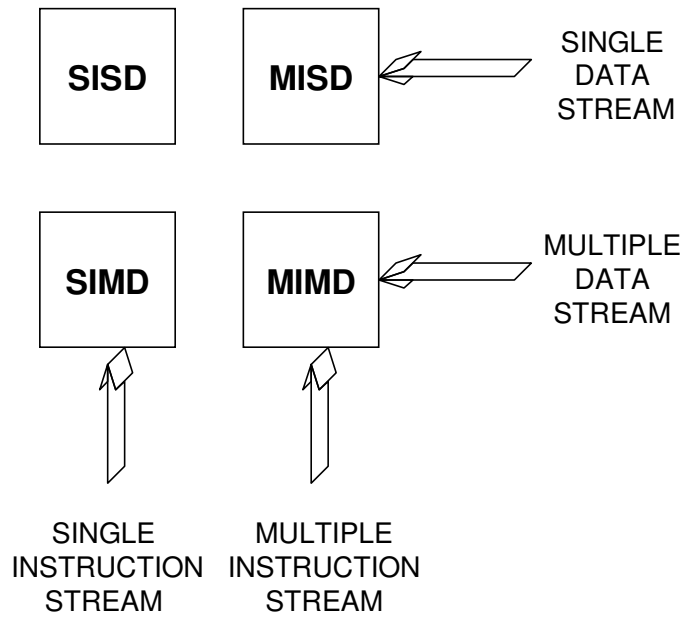 SISD
MISD
SINGLE
DATA
STREAM
SIMD
MIMD
MULTIPLE
DATA
STREAM
SINGLE
INSTRUCTION
STREAM
MULTIPLE
INSTRUCTION
STREAM